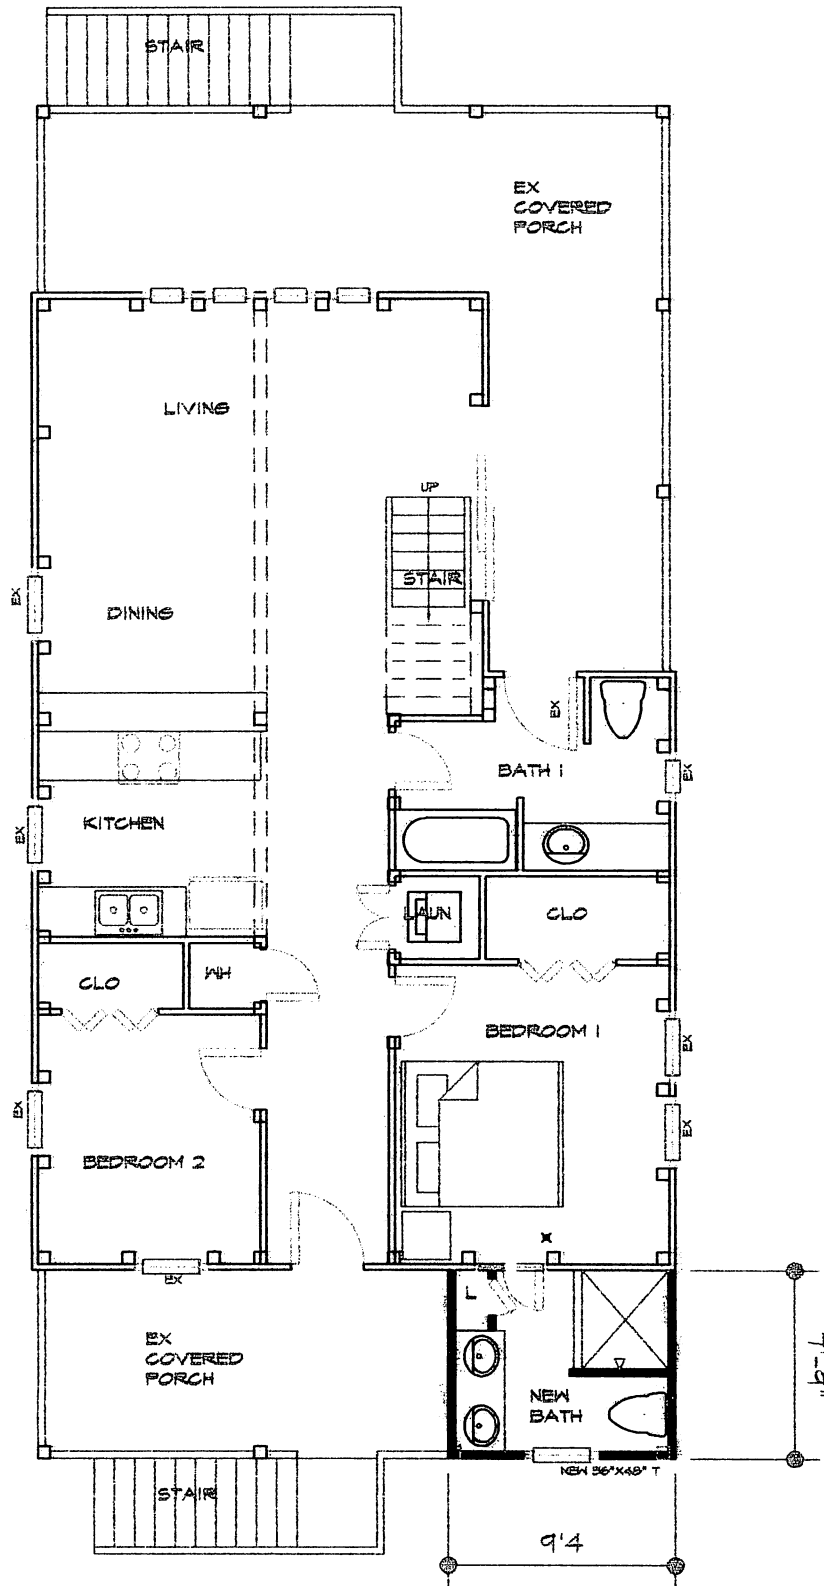 STAIR
EX
COVERED
PORCH
LIVING
UP
STAIR
EX
DINING
EX
BATH 1
EX
EX
KITCHEN
LAUN
CLO
CLO
WH
BEDROOM 1
EX
EX
EX
BEDROOM 2
EX
L
EX
COVERED
PORCH
NEW
BATH
NEW 36"X48" T
STAIR
9'4